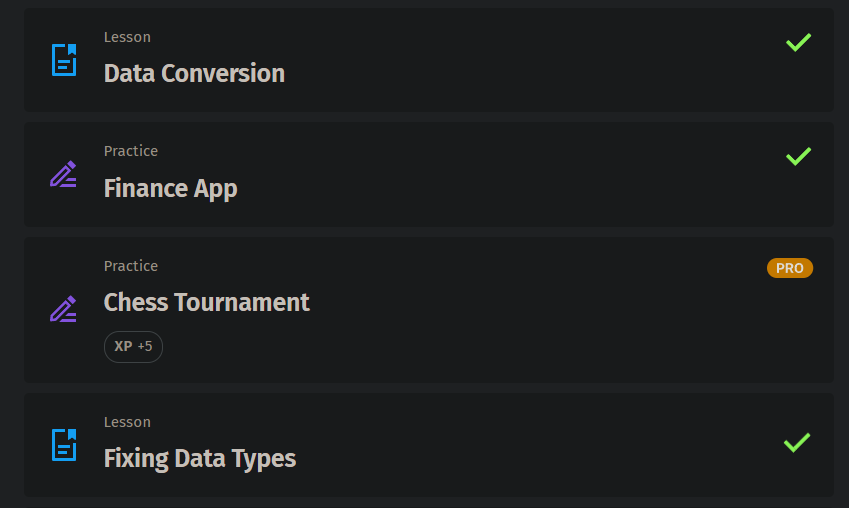 Lesson
Data Conversion
Practice
Finance App
Practice
PRO
Chess Tournament
XP +5
Lesson
Fixing Data Types